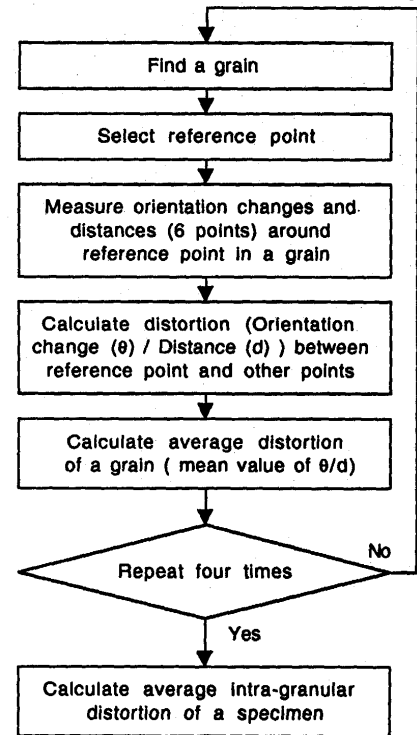 Find a grain
Select reference point
Measure orientation changes and
distances (6 points) around
reference point in a grain
Calculate distortion (Orientation
change (θ) / Distance (d) ) between
reference point and other points
Calculate average distortion
of a grain ( mean value of θ/d)
Repeat four times
No
Yes
Calculate average intra-granular
distortion of a specimen